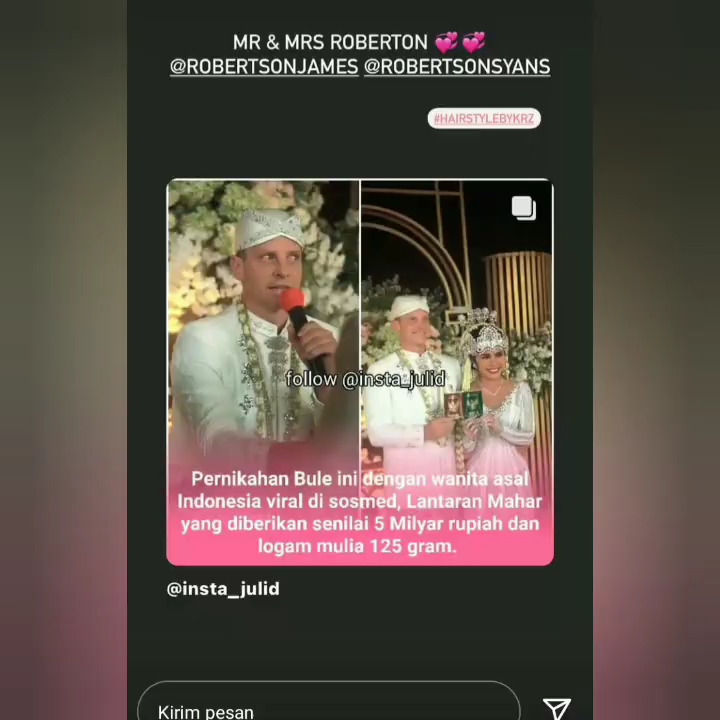 MR & MRS ROBERTON 💞 💞
@ROBERTSONJAMES @ROBERTSONSYANS
#HAIRSTYLEBYKRZ
follow @insta_julid
Pernikahan Bule ini dengan wanita asal
Indonesia viral di sosmed, Lantaran Mahar
yang diberikan senilai 5 Milyar rupiah dan
logam mulia 125 gram.
@insta_julid
Kirim pesan